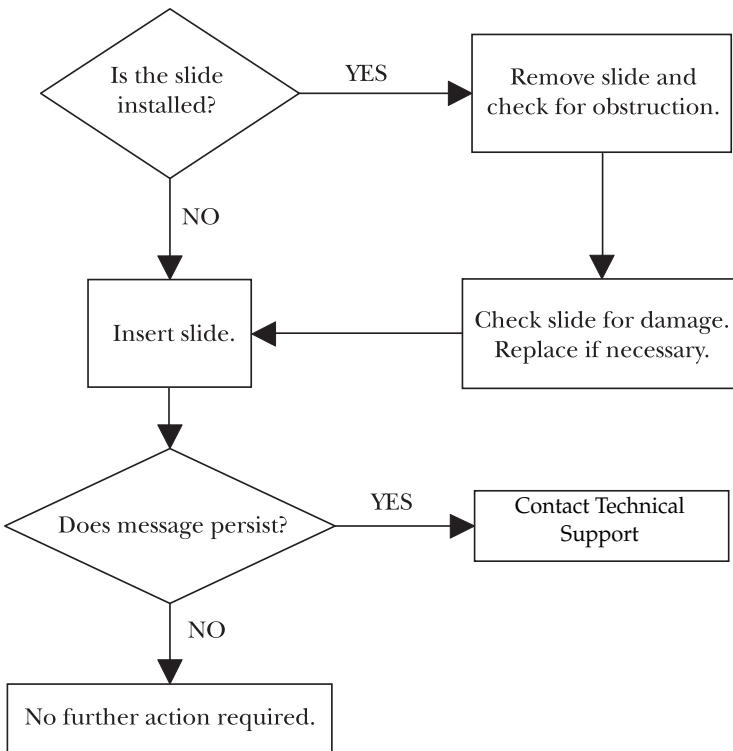 Is the slide
installed?
YES
Remove slide and
check for obstruction.
NO
Insert slide.
Check slide for damage.
Replace if necessary.
Does message persist?
YES
Contact Technical
Support
NO
No further action required.